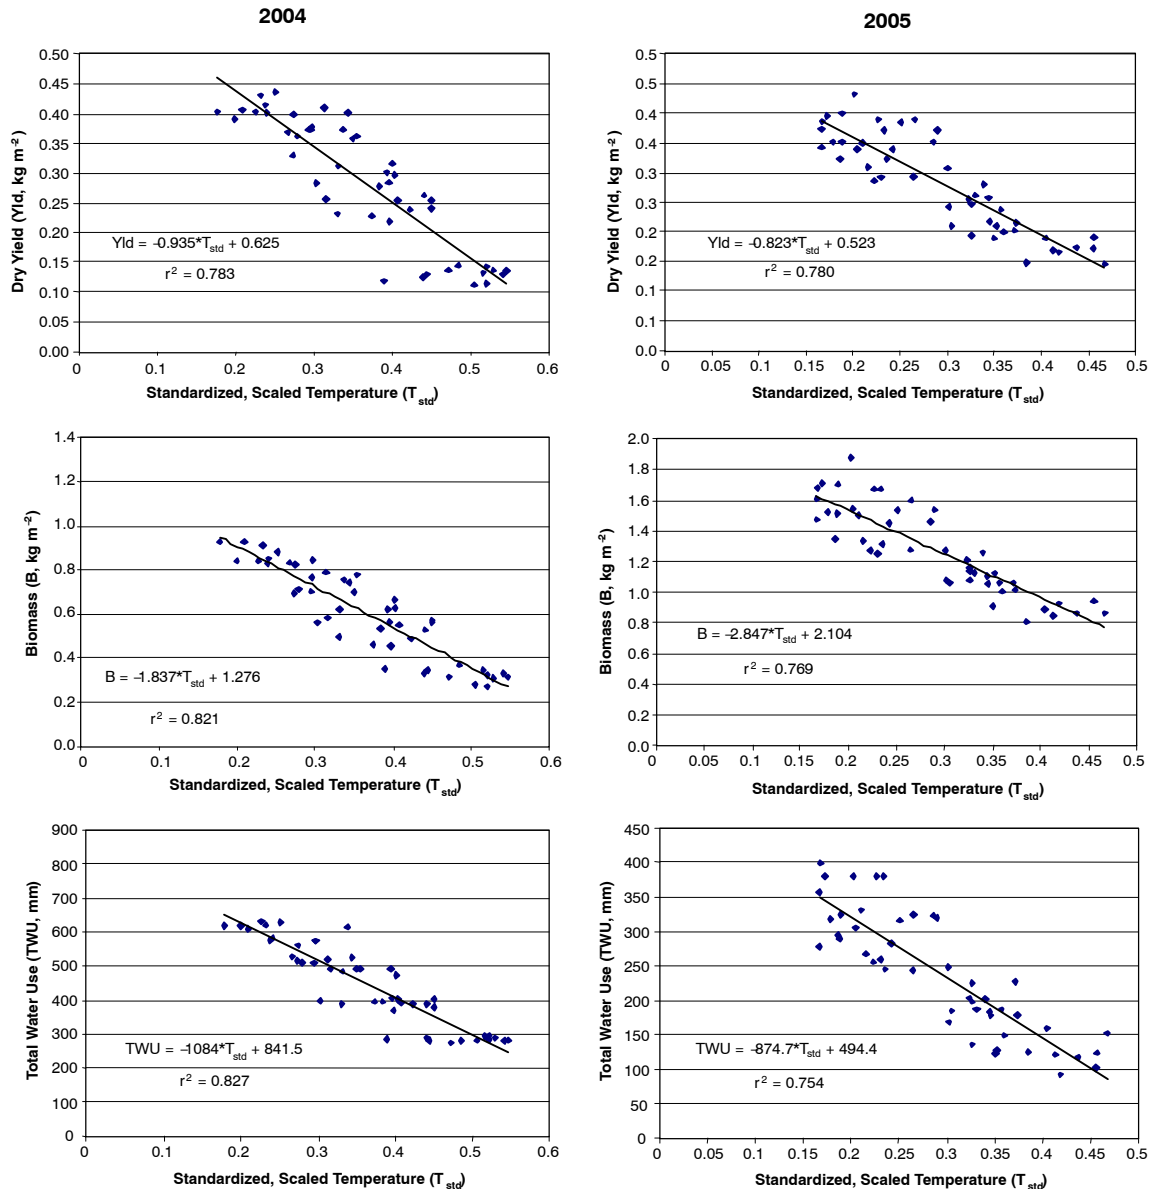 2004
2005
Dry Yield (Yld, kg m⁻²)
0.50
0.45
0.40
0.35
0.30
0.25
0.20
0.15
0.10
0.05
0.00
Yld = -0.935*Tstd + 0.625
r² = 0.783
0 0.1 0.2 0.3 0.4 0.5 0.6
Standardized, Scaled Temperature (Tstd)
Dry Yield (Yld, kg m⁻²)
0.5
0.5
0.4
0.4
0.3
0.3
0.2
0.2
0.1
0.1
0.0
Yld = -0.823*Tstd + 0.523
r² = 0.780
0 0.05 0.1 0.15 0.2 0.25 0.3 0.35 0.4 0.45 0.5
Standardized, Scaled Temperature (Tstd)
Biomass (B, kg m⁻²)
1.4
1.2
1.0
0.8
0.6
0.4
0.2
0.0
B = -1.837*Tstd + 1.276
r² = 0.821
0 0.1 0.2 0.3 0.4 0.5 0.6
Standardized, Scaled Temperature (Tstd)
Biomass (B, kg m⁻²)
2.0
1.8
1.6
1.4
1.2
1.0
0.8
0.6
0.4
0.2
0.0
B = -2.847*Tstd + 2.104
r² = 0.769
0 0.05 0.1 0.15 0.2 0.25 0.3 0.35 0.4 0.45 0.5
Standardized, Scaled Temperature (Tstd)
Total Water Use (TWU, mm)
900
800
700
600
500
400
300
200
100
0
TWU = -1084*Tstd + 841.5
r² = 0.827
0 0.1 0.2 0.3 0.4 0.5 0.6
Standardized, Scaled Temperature (Tstd)
Total Water Use (TWU, mm)
450
400
350
300
250
200
150
100
50
0
TWU = -874.7*Tstd + 494.4
r² = 0.754
0 0.05 0.1 0.15 0.2 0.25 0.3 0.35 0.4 0.45 0.5
Standardized, Scaled Temperature (Tstd)